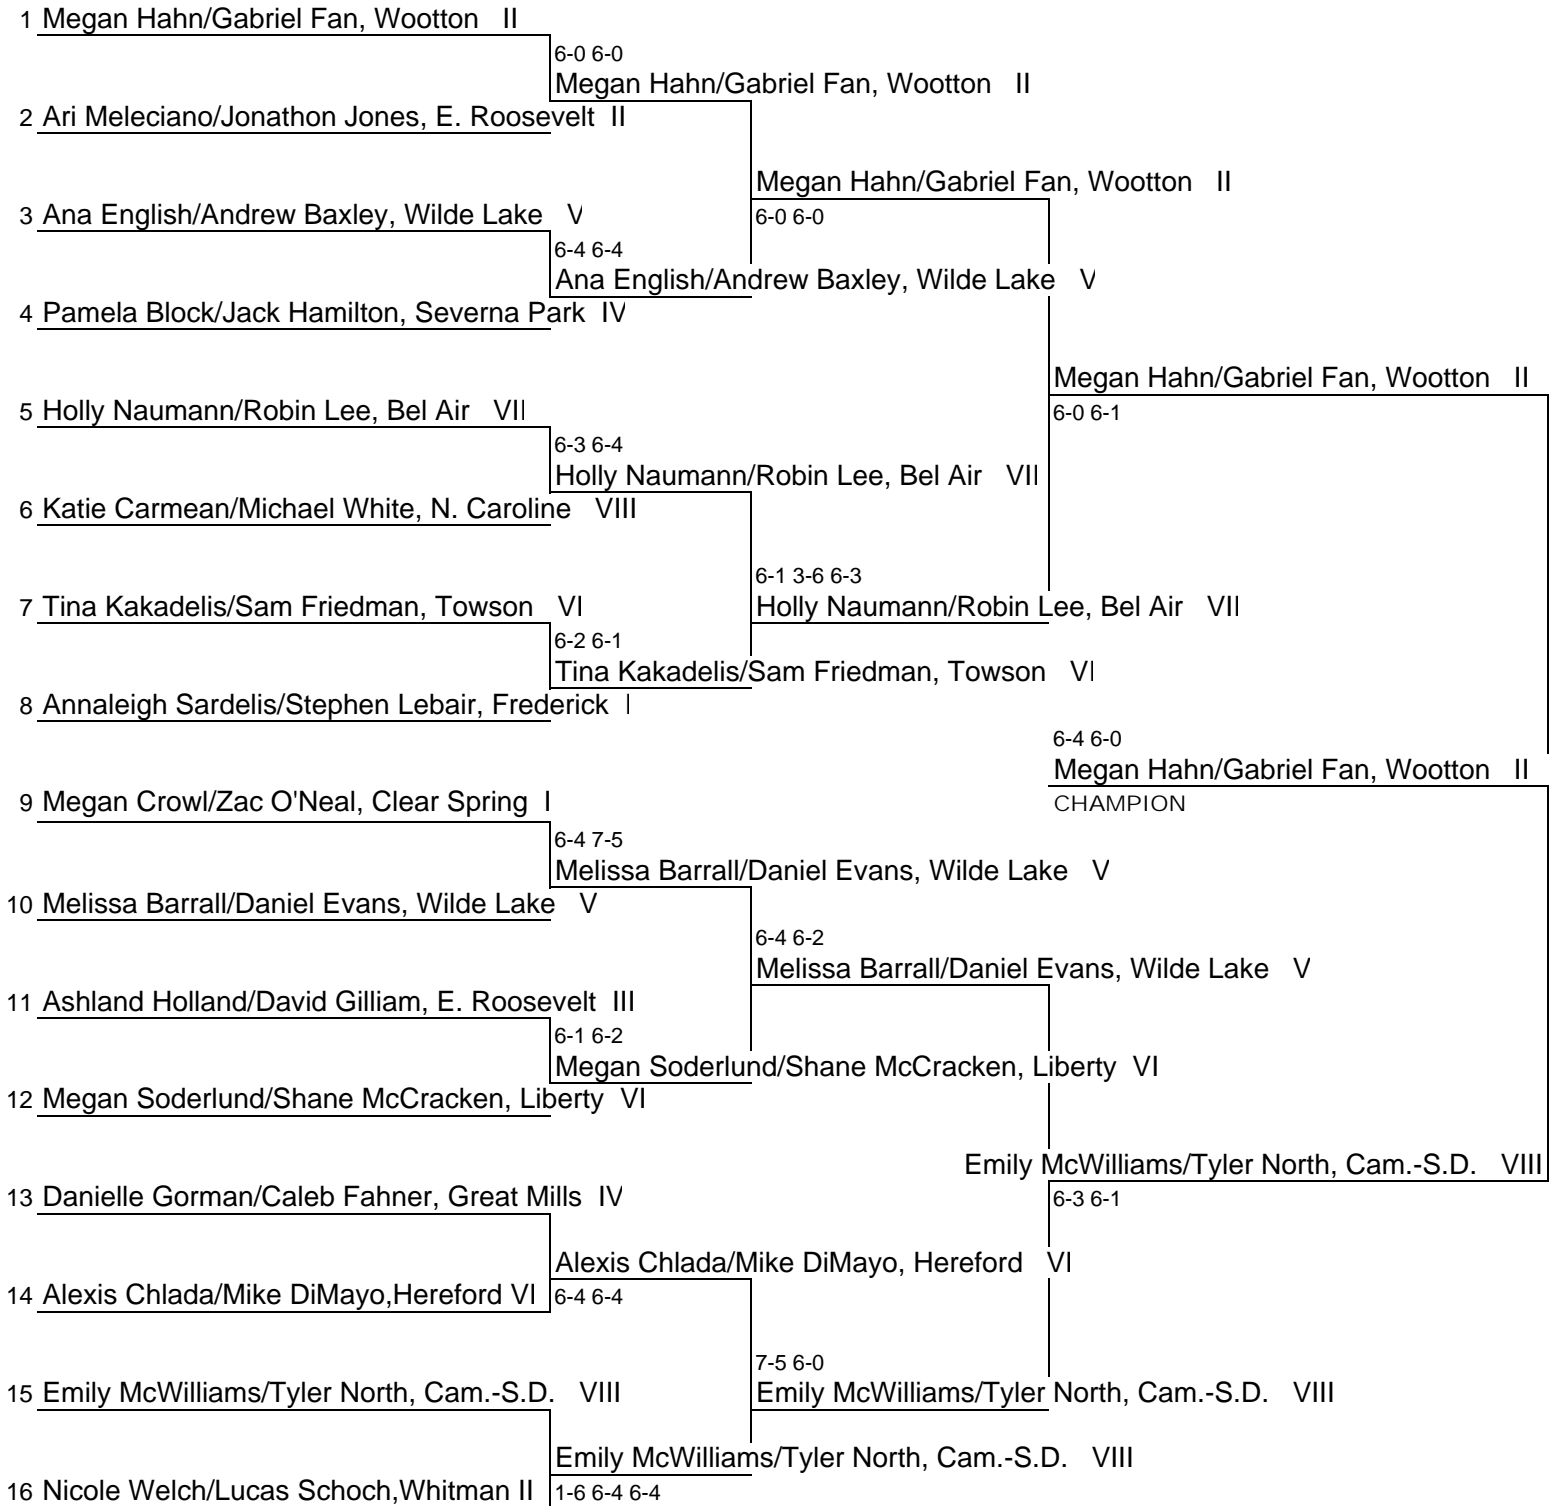 1 Megan Hahn/Gabriel Fan, Wootton II
6-0 6-0
Megan Hahn/Gabriel Fan, Wootton II
2 Ari Meleciano/Jonathon Jones, E. Roosevelt II
Megan Hahn/Gabriel Fan, Wootton II
3 Ana English/Andrew Baxley, Wilde Lake V
6-0 6-0
6-4 6-4
Ana English/Andrew Baxley, Wilde Lake V
4 Pamela Block/Jack Hamilton, Severna Park IV
Megan Hahn/Gabriel Fan, Wootton II
5 Holly Naumann/Robin Lee, Bel Air VII
6-0 6-1
6-3 6-4
Holly Naumann/Robin Lee, Bel Air VII
6 Katie Carmean/Michael White, N. Caroline VIII
6-1 3-6 6-3
7 Tina Kakadelis/Sam Friedman, Towson VI
Holly Naumann/Robin Lee, Bel Air VII
6-2 6-1
Tina Kakadelis/Sam Friedman, Towson VI
8 Annaleigh Sardelis/Stephen Lebair, Frederick I
6-4 6-0
Megan Hahn/Gabriel Fan, Wootton II
9 Megan Crowl/Zac O'Neal, Clear Spring I
CHAMPION
6-4 7-5
Melissa Barrall/Daniel Evans, Wilde Lake V
10 Melissa Barrall/Daniel Evans, Wilde Lake V
6-4 6-2
Melissa Barrall/Daniel Evans, Wilde Lake V
11 Ashland Holland/David Gilliam, E. Roosevelt III
6-1 6-2
Megan Soderlund/Shane McCracken, Liberty VI
12 Megan Soderlund/Shane McCracken, Liberty VI
Emily McWilliams/Tyler North, Cam.-S.D. VIII
13 Danielle Gorman/Caleb Fahner, Great Mills IV
6-3 6-1
Alexis Chlada/Mike DiMayo, Hereford VI
14 Alexis Chlada/Mike DiMayo,Hereford VI
6-4 6-4
7-5 6-0
15 Emily McWilliams/Tyler North, Cam.-S.D. VIII
Emily McWilliams/Tyler North, Cam.-S.D. VIII
Emily McWilliams/Tyler North, Cam.-S.D. VIII
16 Nicole Welch/Lucas Schoch,Whitman II
1-6 6-4 6-4